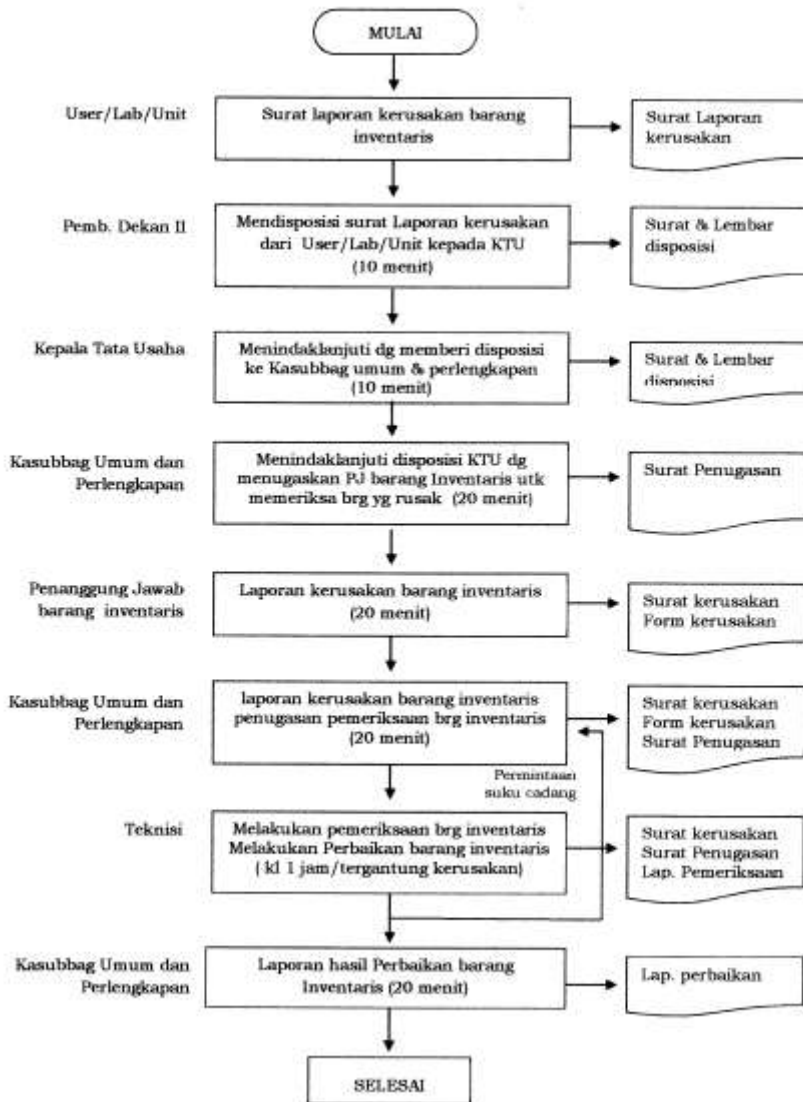 MULAI
User/Lab/Unit
Surat laporan kerusakan barang
inventaris
Surat Laporan
kerusakan
Pemb. Dekan II
Mendisposisi surat Laporan kerusakan
dari User/Lab/Unit kepada KTU
(10 menit)
Surat & Lembar
disposisi
Kepala Tata Usaha
Menindaklanjuti dg memberi disposisi
ke Kasubbag umum & perlengkapan
(10 menit)
Surat & Lembar
disposisi
Kasubbag Umum dan
Perlengkapan
Menindaklanjuti disposisi KTU dg
menugaskan PJ barang Inventaris utk
memeriksa brg yg rusak (20 menit)
Surat Penugasan
Penanggung Jawab
barang inventaris
Laporan kerusakan barang inventaris
(20 menit)
Surat kerusakan
Form kerusakan
Kasubbag Umum dan
Perlengkapan
laporan kerusakan barang inventaris
penugasan pemeriksaan brg inventaris
(20 menit)
Surat kerusakan
Form kerusakan
Surat Penugasan
Permintaan
suku cadang
Teknisi
Melakukan pemeriksaan brg inventaris
Melakukan Perbaikan barang inventaris
( kl 1 jam/tergantung kerusakan)
Surat kerusakan
Surat Penugasan
Lap. Pemeriksaan
Kasubbag Umum dan
Perlengkapan
Laporan hasil Perbaikan barang
Inventaris (20 menit)
Lap. perbaikan
SELESAI